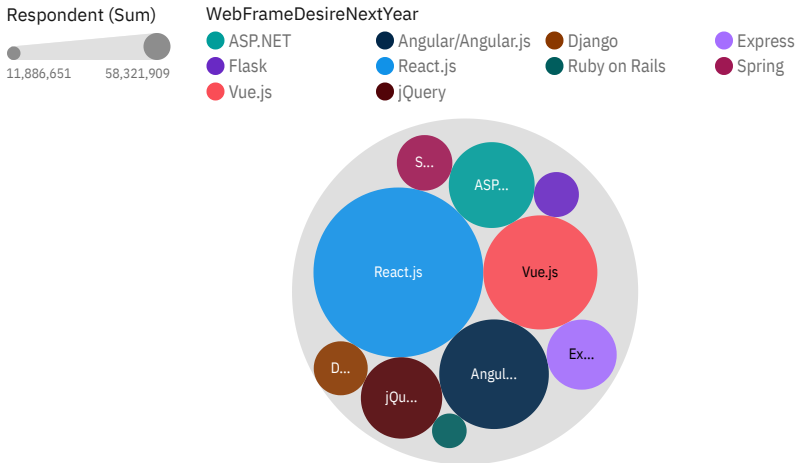 Respondent (Sum)
11,886,651 58,321,909
WebFrameDesireNextYear
ASP.NET Angular/Angular.js Django Express
Flask React.js Ruby on Rails Spring
Vue.js jQuery
S...
ASP...
React.js
Vue.js
Ex...
D...
Angul...
jQu...